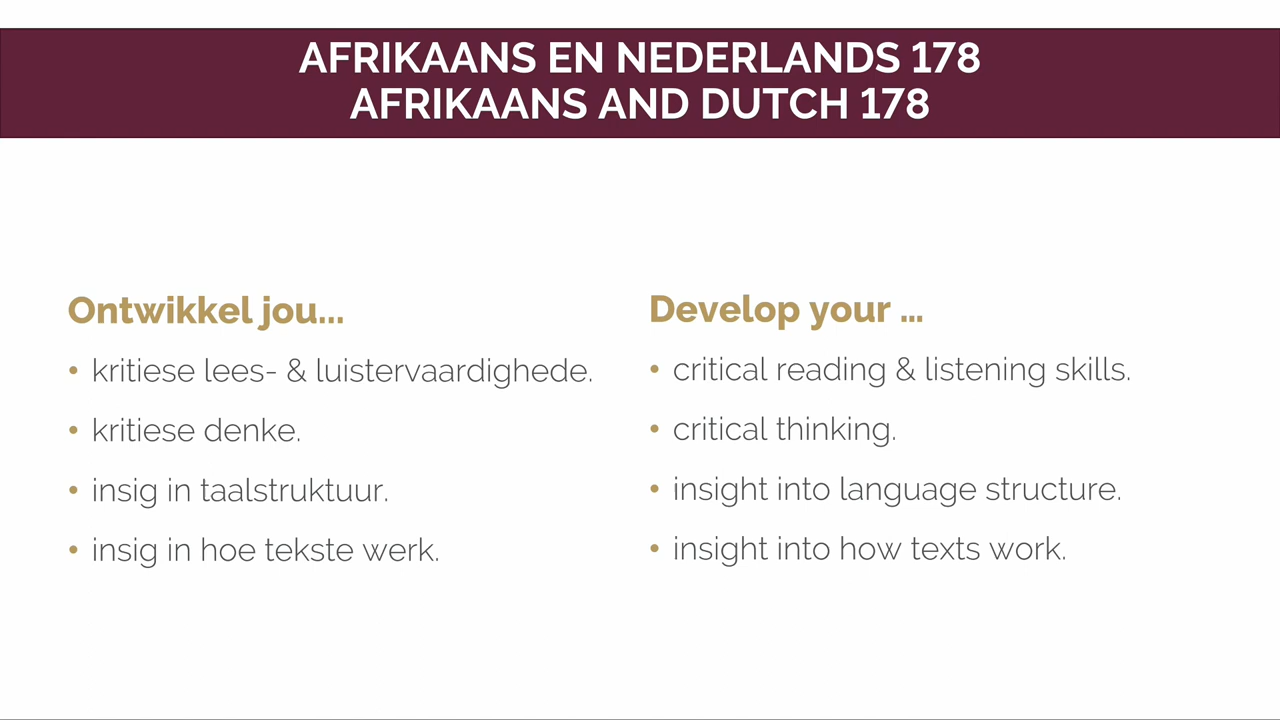 AFRIKAANS EN NEDERLANDS 178
AFRIKAANS AND DUTCH 178
Ontwikkel jou...
• kritiese lees- & luistervaardighede.
• kritiese denke.
• insig in taalstruktuur.
• insig in hoe tekste werk.
Develop your ...
• critical reading & listening skills.
• critical thinking.
• insight into language structure.
• insight into how texts work.